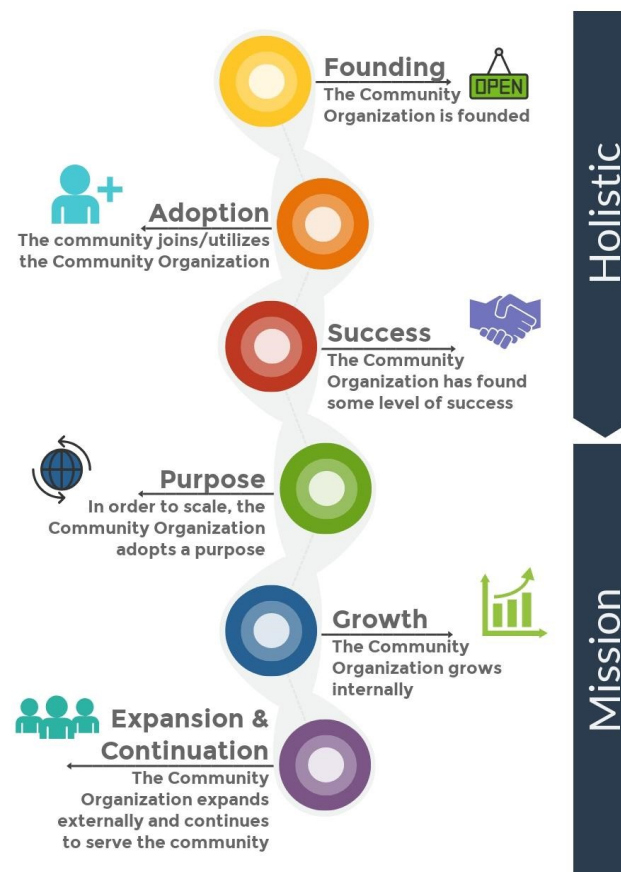 Founding
The Community
Organization is founded
OPEN
Adoption
The community joins/utilizes
the Community Organization
Success
The Community
Organization has found
some level of success
Holistic
Purpose
In order to scale, the
Community Organization
adopts a purpose
Growth
The Community
Organization grows
internally
Expansion &
Continuation
The Community
Organization expands
externally and continues
to serve the community
Mission